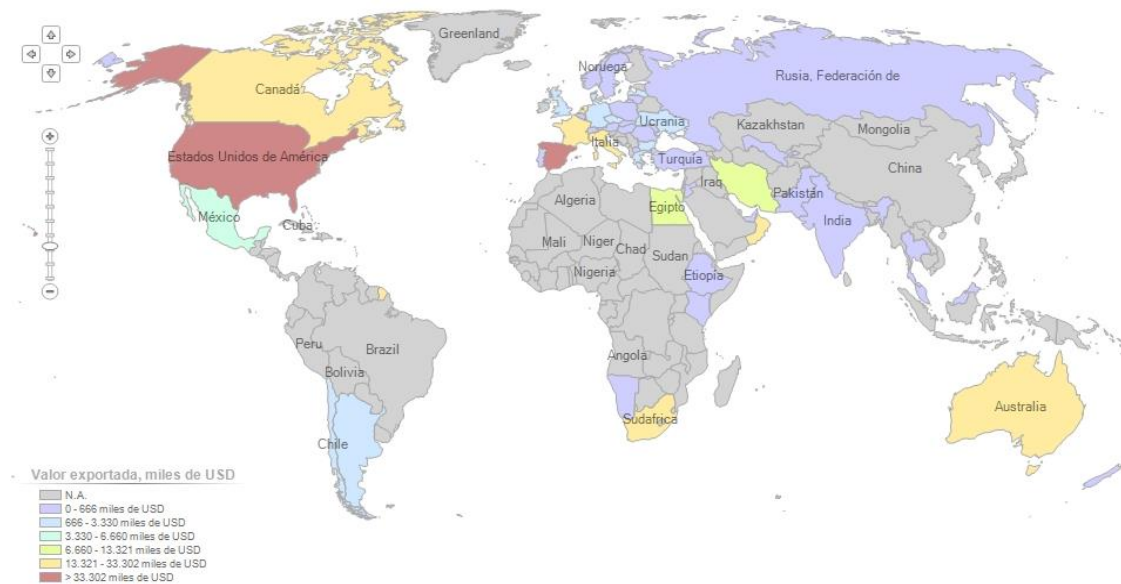 Greenland
Noruega
Rusia, Federación de
Canadá
Ucrania
Kazakhstan
Mongolia
Italia
Estados Unidos de América
Turquía
China
Iraq
Pakistán
Algeria
Egipto
México
India
Cuba
Mali
Niger
Chad
Sudan
Nigeria
Etiopia
Peru
Brazil
Angola
Bolivia
Australia
Sudafrica
Chile
Valor exportada, miles de USD
N.A.
0 - 666 miles de USD
666 - 3.330 miles de USD
3.330 - 6.660 miles de USD
6.660 - 13.321 miles de USD
13.321 - 33.302 miles de USD
> 33.302 miles de USD